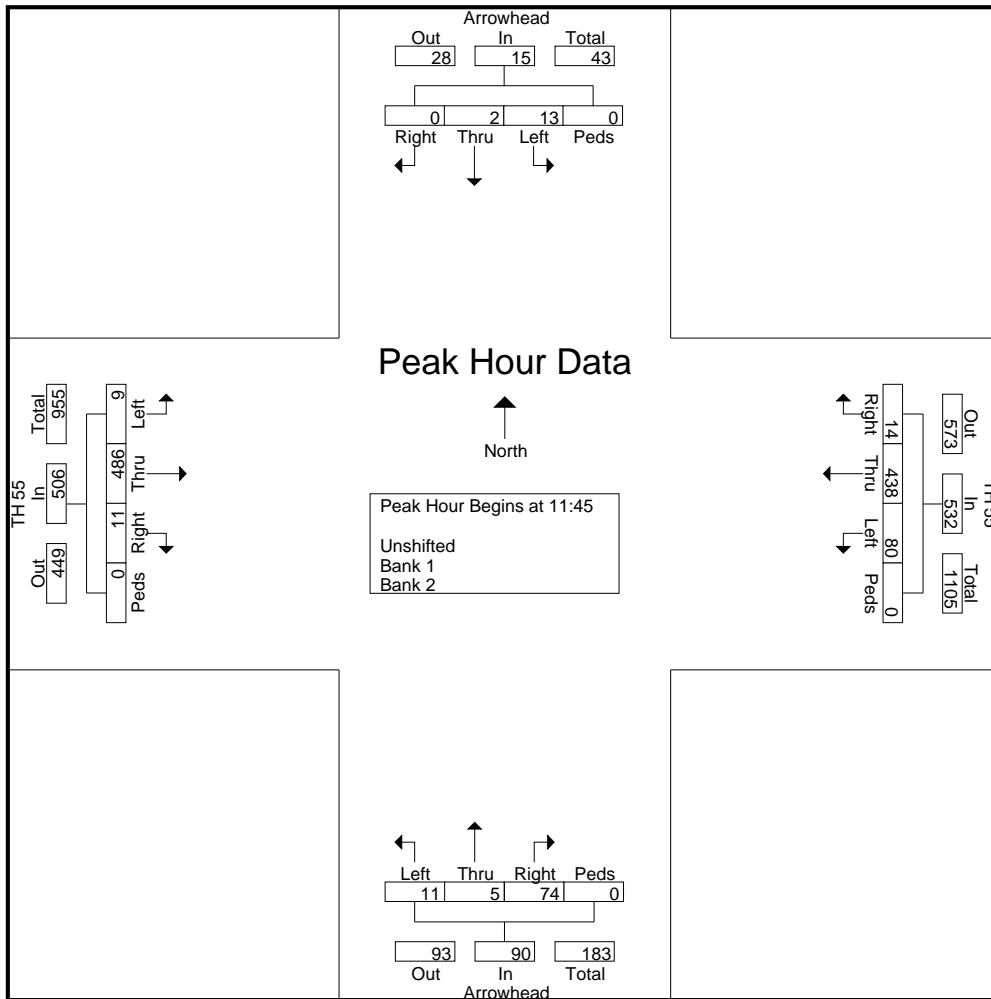 Arrowhead
Out In Total
28 15 43
0 2 13 0
Right Thru Left Peds
Peak Hour Data
North
Peak Hour Begins at 11:45
Unshifted
Bank 1
Bank 2
TH 55
Total In Out
955 506 449
9 486 11 0
Left Thru Right Peds
TH 55
Out In Total
573 532 1105
14 438 80 0
Right Thru Left Peds
Left Thru Right Peds
11 5 74 0
93 90 183
Out In Total
Arrowhead